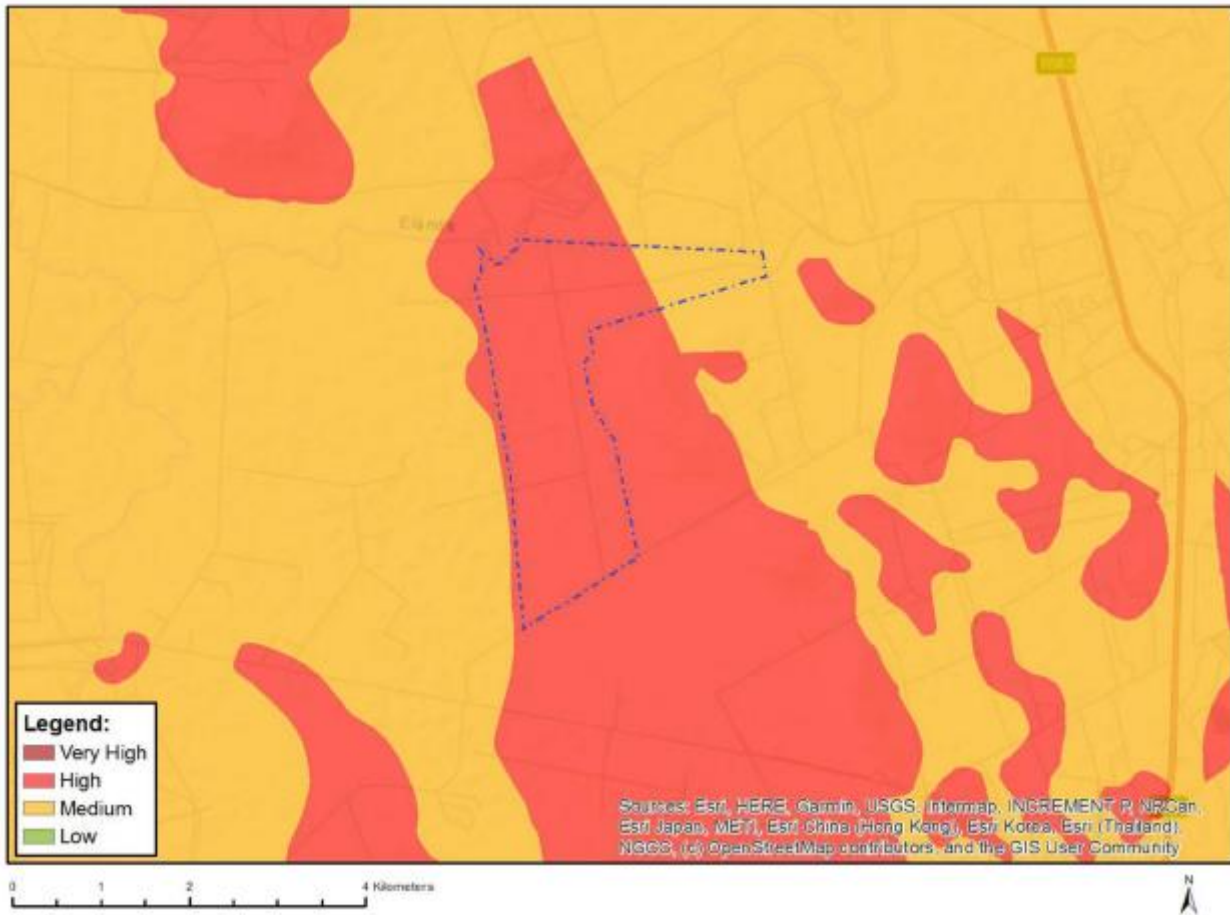 Legend:
Very High
High
Medium
Low
Sources: Esri, HERE, Garmin, USGS, Intermap, INCREMENT P, NRCan,
Esri Japan, METI, Esri China (Hong Kong), Esri Korea, Esri (Thailand),
NGCC, (c) OpenStreetMap contributors, and the GIS User Community
0 1 2 4 Kilometers
N